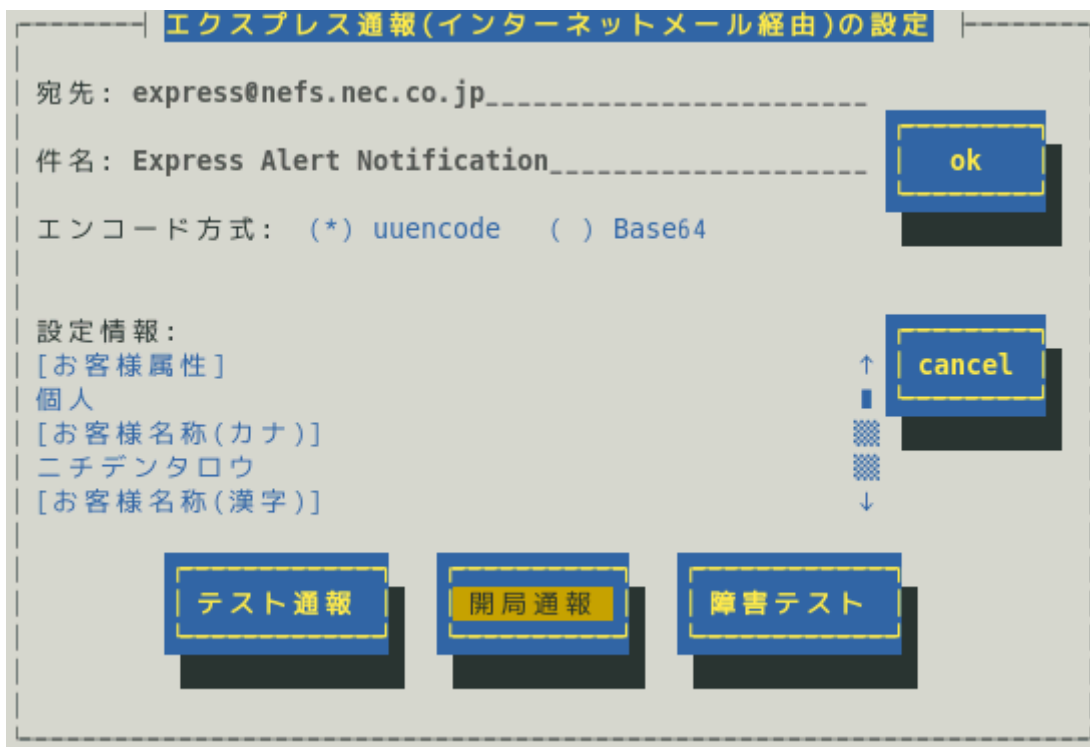 エクスプレス通報(インターネットメール経由)の設定
宛先: express@nefs.nec.co.jp
件名: Express Alert Notification
ok
エンコード方式: (*) uuencode ( ) Base64
設定情報:
[お客様属性]
個人
[お客様名称(カナ)]
ニチデンタロウ
[お客様名称(漢字)]
cancel
テスト通報 開局通報 障害テスト